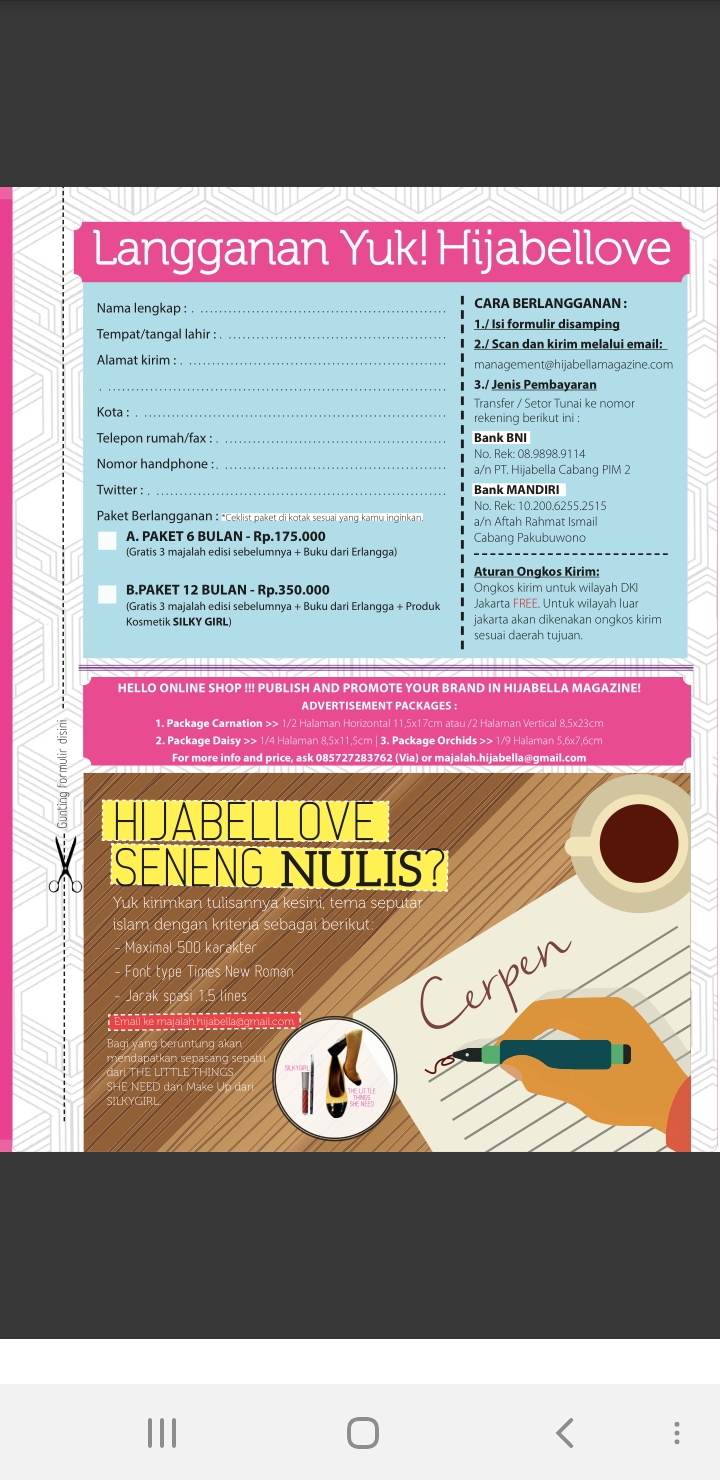 Langganan Yuk! Hijabellove
Nama lengkap : . ................................................
Tempat/tangal lahir : . ................................................
Alamat kirim : . ................................................
. ................................................
Kota : . ................................................
Telepon rumah/fax : . ................................................
Nomor handphone : . ................................................
Twitter : . ................................................
Paket Berlangganan : *Ceklist paket di kotak sesuai yang kamu inginkan.
A. PAKET 6 BULAN - Rp.175.000
(Gratis 3 majalah edisi sebelumnya + Buku dari Erlangga)
B.PAKET 12 BULAN - Rp.350.000
(Gratis 3 majalah edisi sebelumnya + Buku dari Erlangga + Produk
Kosmetik SILKY GIRL)
CARA BERLANGGANAN :
1./ Isi formulir disamping
2./ Scan dan kirim melalui email:
management@hijabellamagazine.com
3./ Jenis Pembayaran
Transfer / Setor Tunai ke nomor
rekening berikut ini :
Bank BNI
No. Rek: 08.9898.9114
a/n PT. Hijabella Cabang PIM 2
Bank MANDIRI
No. Rek: 10.200.6255.2515
a/n Aftah Rahmat Ismail
Cabang Pakubuwono
Aturan Ongkos Kirim:
Ongkos kirim untuk wilayah DKI
Jakarta FREE. Untuk wilayah luar
jakarta akan dikenakan ongkos kirim
sesuai daerah tujuan.
Gunting formulir disini
HELLO ONLINE SHOP !!! PUBLISH AND PROMOTE YOUR BRAND IN HIJABELLA MAGAZINE!
ADVERTISEMENT PACKAGES :
1. Package Carnation >> 1/2 Halaman Horizontal 11,5x17cm atau /2 Halaman Vertical 8,5x23cm
2. Package Daisy >> 1/4 Halaman 8,5x11,5cm | 3. Package Orchids >> 1/9 Halaman 5,6x7,6cm
For more info and price, ask 085727283762 (Via) or majalah.hijabella@gmail.com
HIJABELLOVE
SENENG NULIS?
Yuk kirimkan tulisannya kesini, tema seputar
islam dengan kriteria sebagai berikut:
- Maximal 500 karakter
- Font type Times New Roman
- Jarak spasi 1,5 lines
Email ke majalah.hijabella@gmail.com
Bagi yang beruntung akan
mendapatkan sepasang sepatu
dari THE LITTLE THINGS
SHE NEED dan Make Up dari
SILKYGIRL.
SILKYGIRL
THE LITTLE
THINGS
SHE NEED
Cerpen